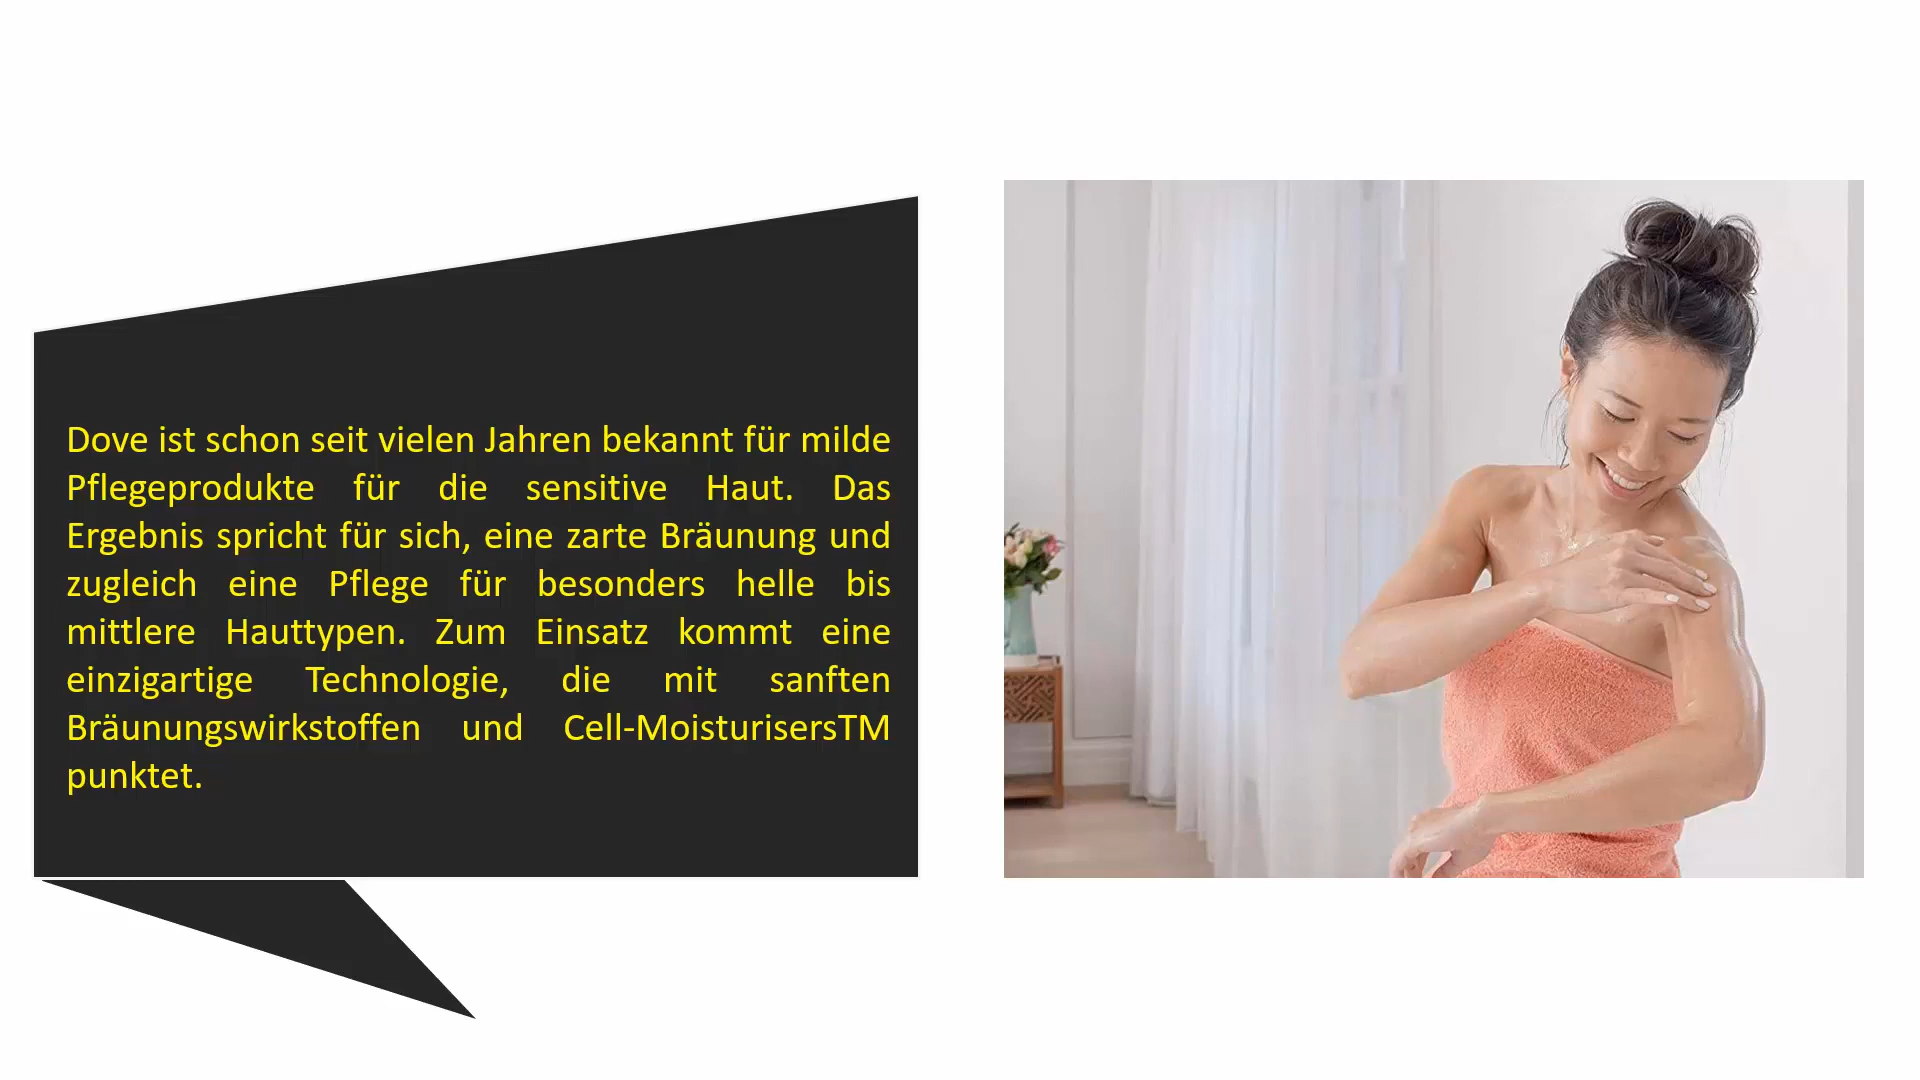 Dove ist schon seit vielen Jahren bekannt für milde
Pflegeprodukte für die sensitive Haut. Das
Ergebnis spricht für sich, eine zarte Bräunung und
zugleich eine Pflege für besonders helle bis
mittlere Hauttypen. Zum Einsatz kommt eine
einzigartige Technologie, die mit sanften
Bräunungswirkstoffen und Cell-MoisturisersTM
punktet.